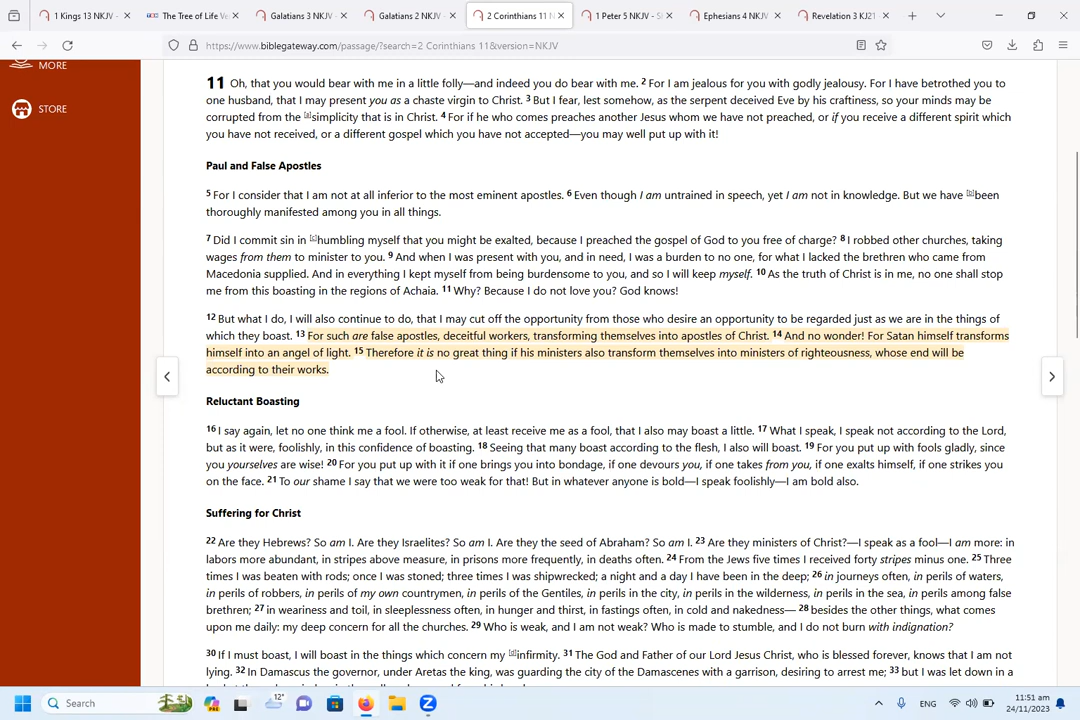 1 Kings 13 NKJV -
The Tree of Life Ve
Galatians 3 NKJV -
Galatians 2 NKJV -
2 Corinthians 11 N
1 Peter 5 NKJV - S
Ephesians 4 NKJV
Revelation 3 KJ21
https://www.biblegateway.com/passage/?search=2 Corinthians 11&version=NKJV
MORE
STORE
11 Oh, that you would bear with me in a little folly—and indeed you do bear with me. 2 For I am jealous for you with godly jealousy. For I have betrothed you to
one husband, that I may present you as a chaste virgin to Christ. 3 But I fear, lest somehow, as the serpent deceived Eve by his craftiness, so your minds may be
corrupted from the [a]simplicity that is in Christ. 4 For if he who comes preaches another Jesus whom we have not preached, or if you receive a different spirit which
you have not received, or a different gospel which you have not accepted—you may well put up with it!
Paul and False Apostles
5 For I consider that I am not at all inferior to the most eminent apostles. 6 Even though I am untrained in speech, yet I am not in knowledge. But we have [b]been
thoroughly manifested among you in all things.
7 Did I commit sin in [c]humbling myself that you might be exalted, because I preached the gospel of God to you free of charge? 8 I robbed other churches, taking
wages from them to minister to you. 9 And when I was present with you, and in need, I was a burden to no one, for what I lacked the brethren who came from
Macedonia supplied. And in everything I kept myself from being burdensome to you, and so I will keep myself. 10 As the truth of Christ is in me, no one shall stop
me from this boasting in the regions of Achaia. 11 Why? Because I do not love you? God knows!
12 But what I do, I will also continue to do, that I may cut off the opportunity from those who desire an opportunity to be regarded just as we are in the things of
which they boast. 13 For such are false apostles, deceitful workers, transforming themselves into apostles of Christ. 14 And no wonder! For Satan himself transforms
himself into an angel of light. 15 Therefore it is no great thing if his ministers also transform themselves into ministers of righteousness, whose end will be
according to their works.
Reluctant Boasting
16 I say again, let no one think me a fool. If otherwise, at least receive me as a fool, that I also may boast a little. 17 What I speak, I speak not according to the Lord,
but as it were, foolishly, in this confidence of boasting. 18 Seeing that many boast according to the flesh, I also will boast. 19 For you put up with fools gladly, since
you yourselves are wise! 20 For you put up with it if one brings you into bondage, if one devours you, if one takes from you, if one exalts himself, if one strikes you
on the face. 21 To our shame I say that we were too weak for that! But in whatever anyone is bold—I speak foolishly—I am bold also.
Suffering for Christ
22 Are they Hebrews? So am I. Are they Israelites? So am I. Are they the seed of Abraham? So am I. 23 Are they ministers of Christ?—I speak as a fool—I am more: in
labors more abundant, in stripes above measure, in prisons more frequently, in deaths often. 24 From the Jews five times I received forty stripes minus one. 25 Three
times I was beaten with rods; once I was stoned; three times I was shipwrecked; a night and a day I have been in the deep; 26 in journeys often, in perils of waters,
in perils of robbers, in perils of my own countrymen, in perils of the Gentiles, in perils in the city, in perils in the wilderness, in perils in the sea, in perils among false
brethren; 27 in weariness and toil, in sleeplessness often, in hunger and thirst, in fastings often, in cold and nakedness— 28 besides the other things, what comes
upon me daily: my deep concern for all the churches. 29 Who is weak, and I am not weak? Who is made to stumble, and I do not burn with indignation?
30 If I must boast, I will boast in the things which concern my [d]infirmity. 31 The God and Father of our Lord Jesus Christ, who is blessed forever, knows that I am not
lying. 32 In Damascus the governor, under Aretas the king, was guarding the city of the Damascenes with a garrison, desiring to arrest me; 33 but I was let down in a
Search
12°
ENG
11:51 am
24/11/2023